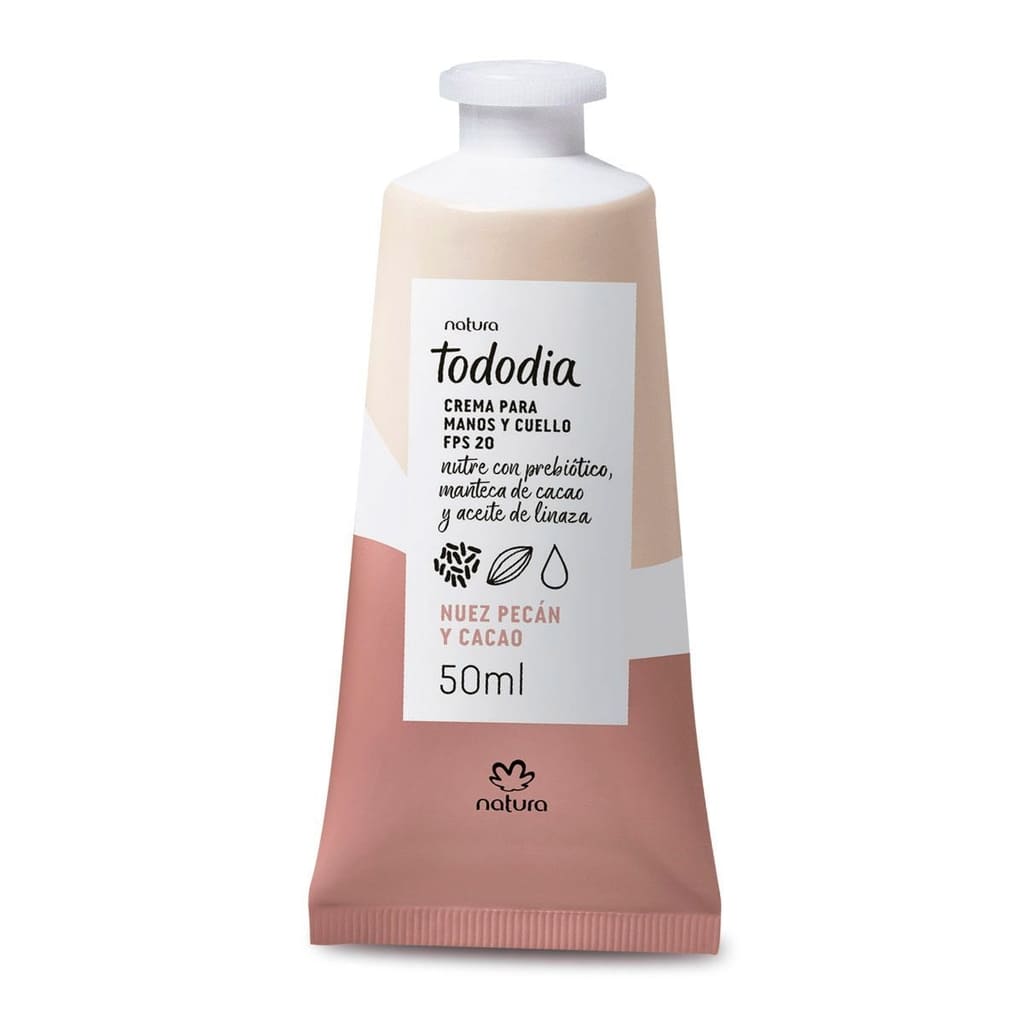 natura
Tododia
CREMA PARA
MANOS Y CUELLO
FPS 20
nutre con prebiótico,
manteca de cacao
y aceite de linaza
NUEZ PECÁN
Y CACAO
50ml
natura